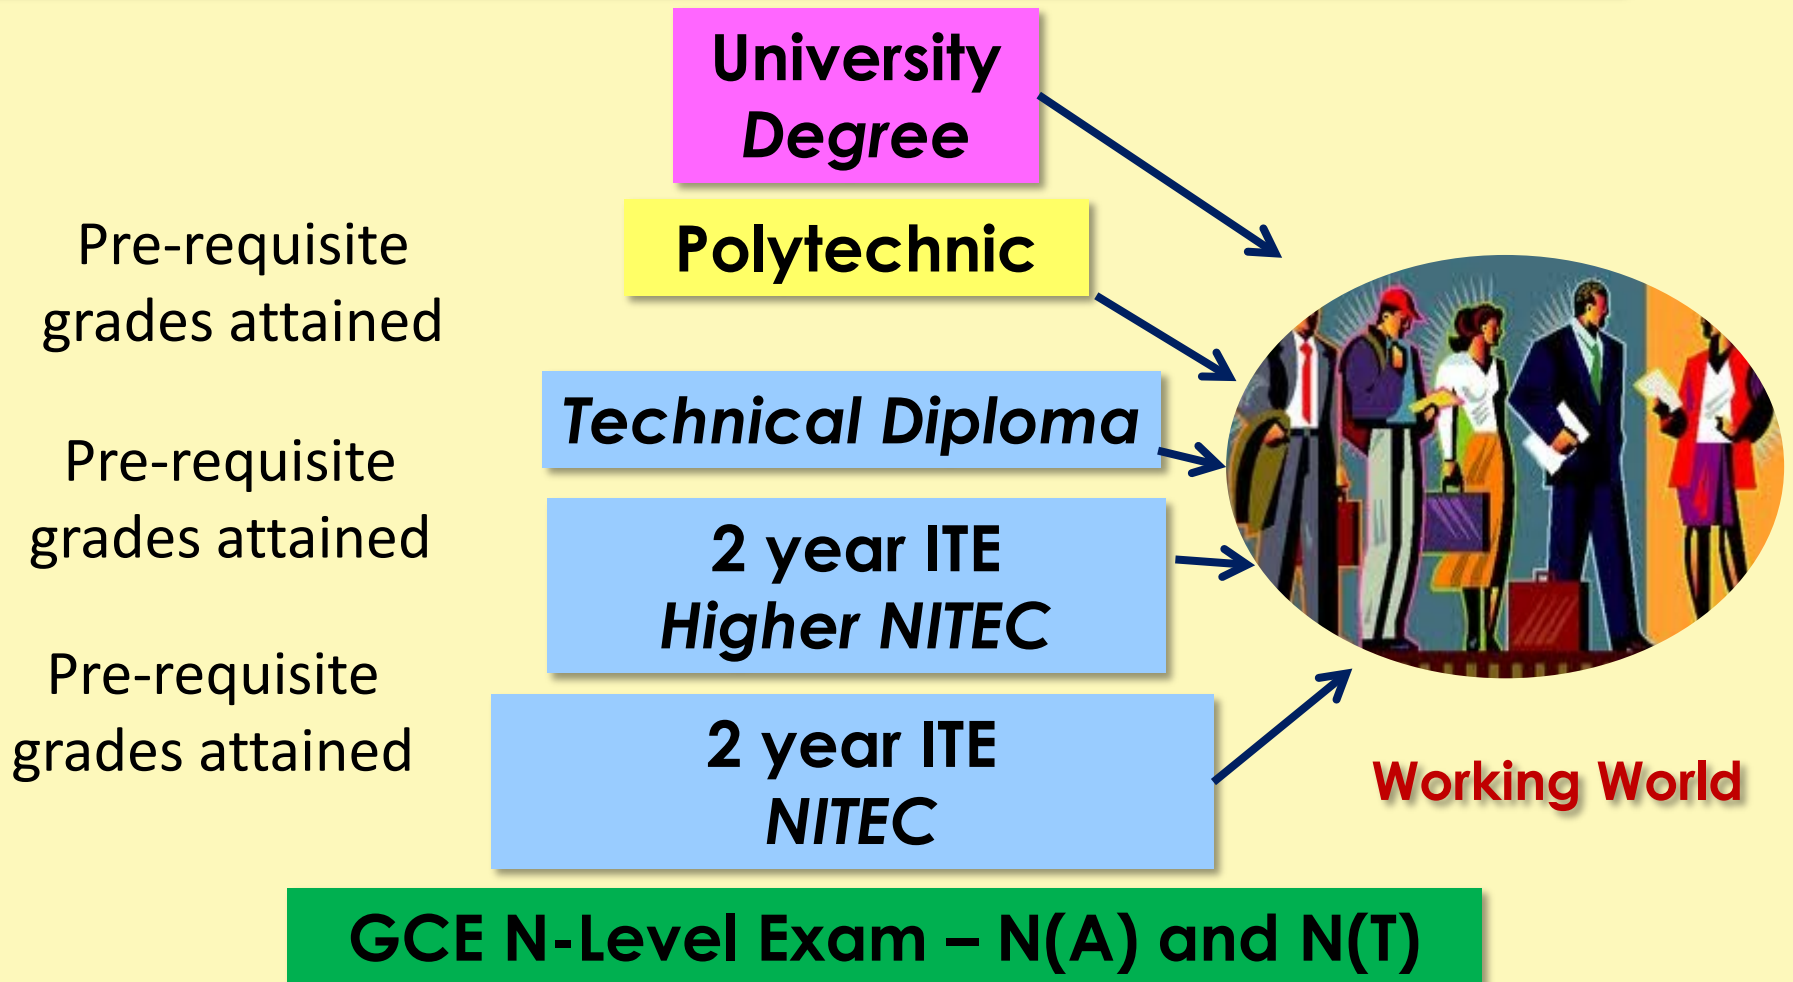 University
Degree
Polytechnic
Pre-requisite
grades attained
Technical Diploma
Pre-requisite
grades attained
2 year ITE
Higher NITEC
Pre-requisite
grades attained
2 year ITE
NITEC
Working World
GCE N-Level Exam – N(A) and N(T)